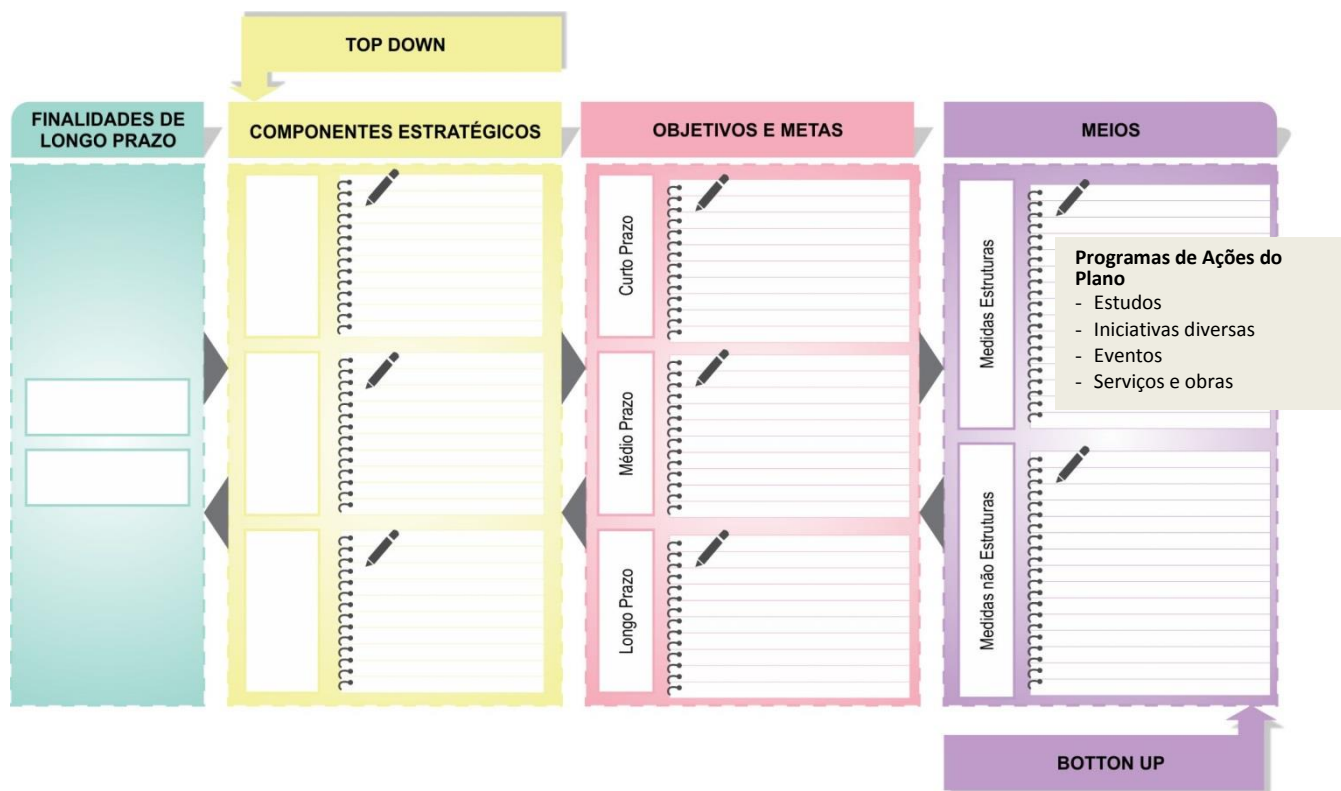 TOP DOWN
FINALIDADES DE
LONGO PRAZO
COMPONENTES ESTRATÉGICOS
OBJETIVOS E METAS
MEIOS
Curto Prazo
Médio Prazo
Longo Prazo
Medidas Estruturas
Programas de Ações do
Plano
- Estudos
- Iniciativas diversas
- Eventos
- Serviços e obras
Medidas não Estruturas
BOTTON UP